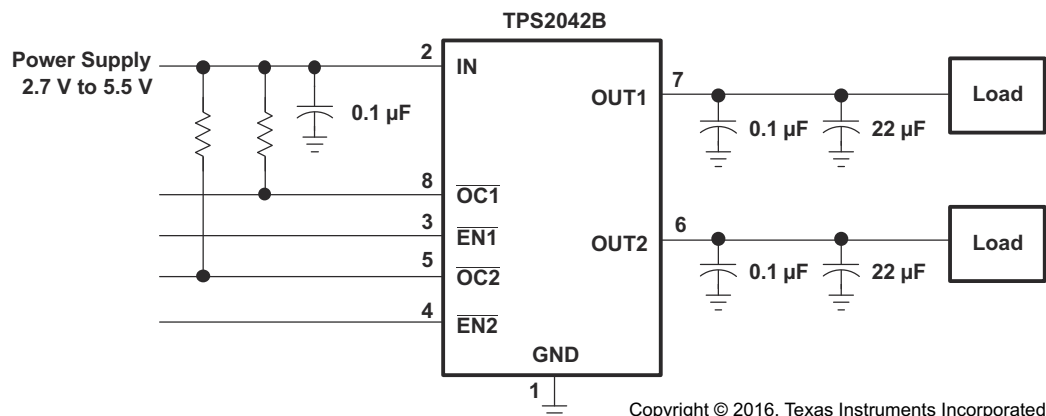 TPS2042B
Power Supply
2.7 V to 5.5 V
2
IN
0.1 µF
7
OUT1
0.1 µF
22 µF
Load
8
OC1
3
EN1
5
OC2
4
EN2
6
OUT2
0.1 µF
22 µF
Load
GND
1
Copyright © 2016, Texas Instruments Incorporated